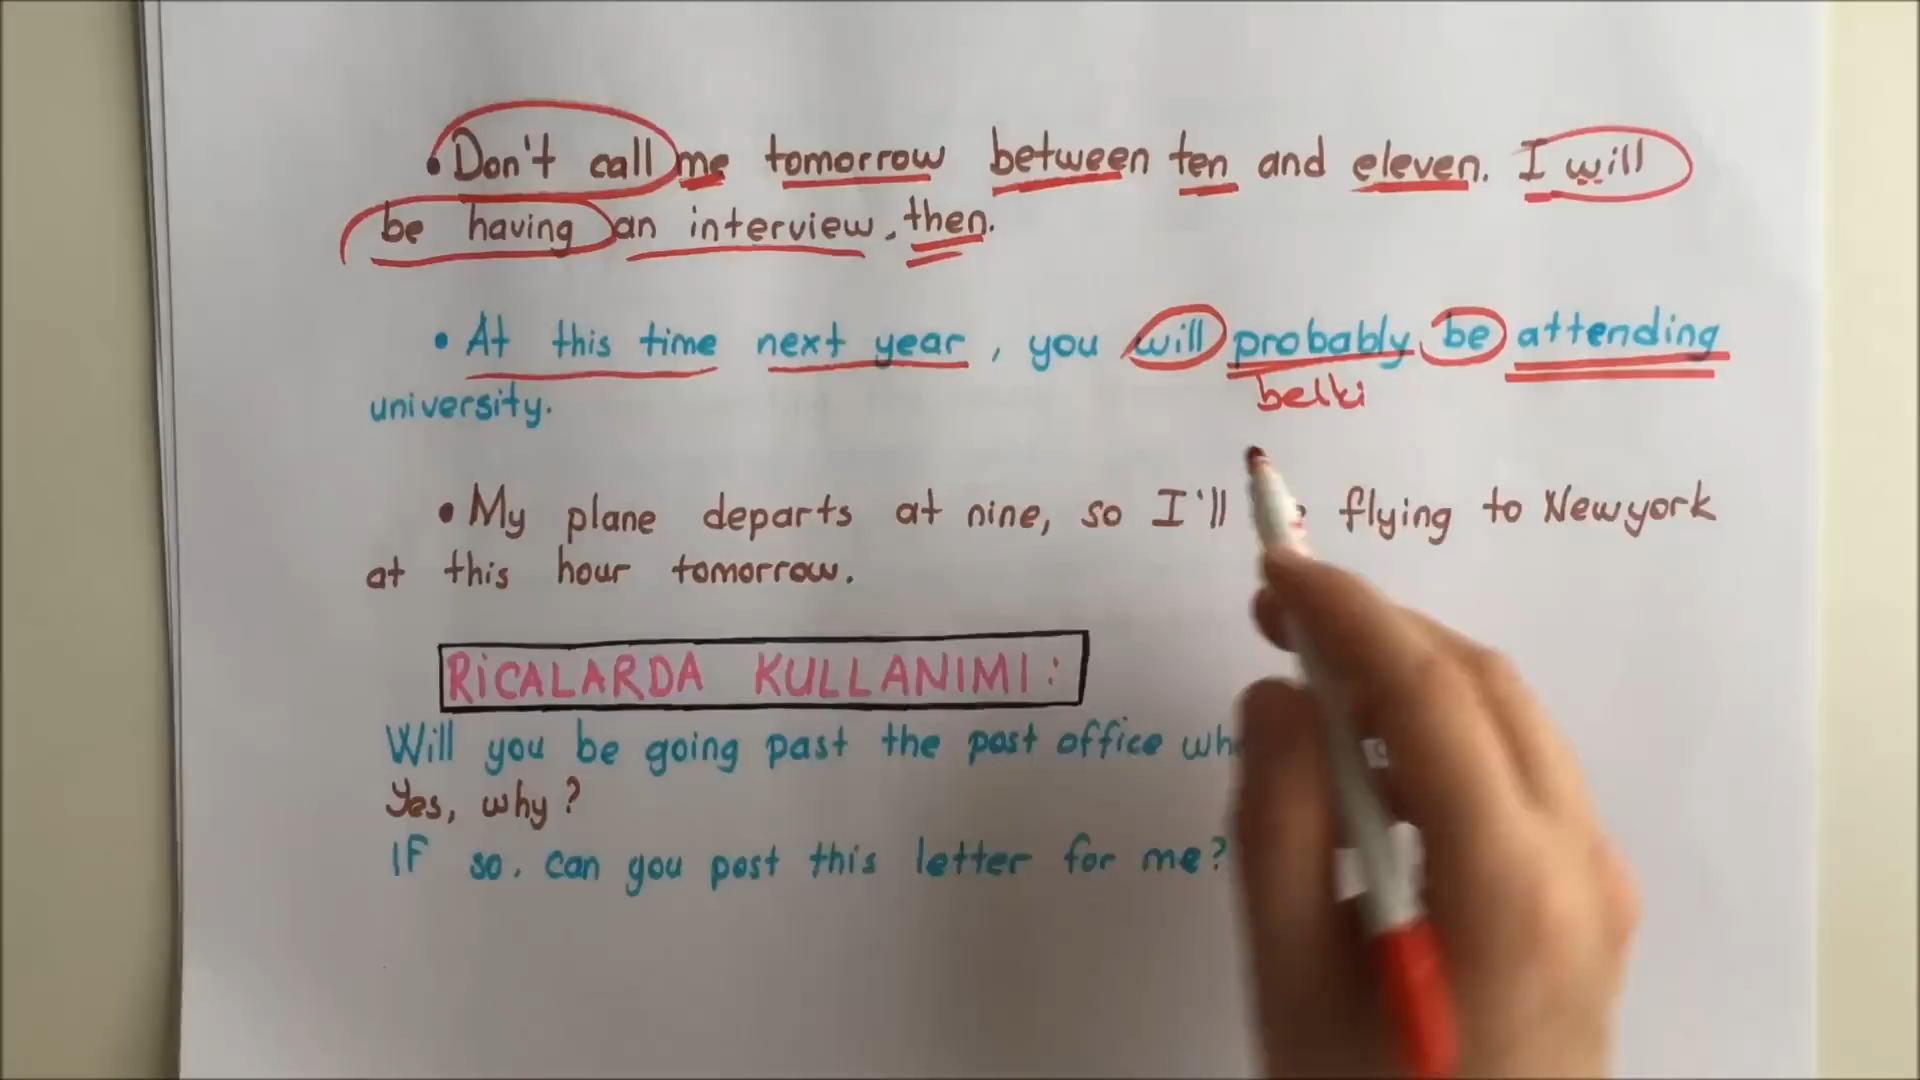 • Don't call me tomorrow between ten and eleven. I will
be having an interview, then.
• At this time next year, you will probably be attending
belki
university.
• My plane departs at nine, so I'll flying to Newyork
at this hour tomorrow.
RiCALARDA KULLANIMI:
Will you be going past the post office
Yes, why?
IF so. can you post this letter for me?